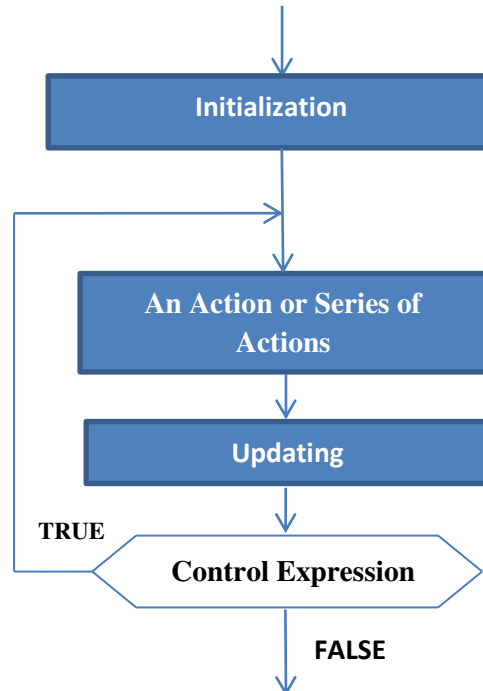 Initialization
An Action or Series of
Actions
Updating
TRUE
Control Expression
FALSE